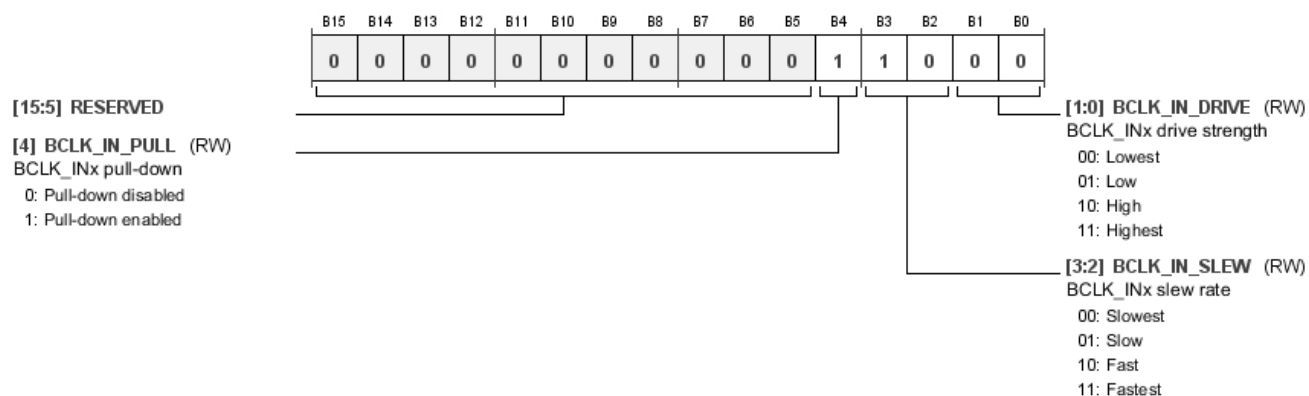 B15 B14 B13 B12 B11 B10 B9 B8 B7 B6 B5 B4 B3 B2 B1 B0
0 0 0 0 0 0 0 0 0 0 0 1 1 0 0 0
[15:5] RESERVED
[4] BCLK_IN_PULL (RW)
BCLK_INx pull-down
0: Pull-down disabled
1: Pull-down enabled
[1:0] BCLK_IN_DRIVE (RW)
BCLK_INx drive strength
00: Lowest
01: Low
10: High
11: Highest
[3:2] BCLK_IN_SLEW (RW)
BCLK_INx slew rate
00: Slowest
01: Slow
10: Fast
11: Fastest